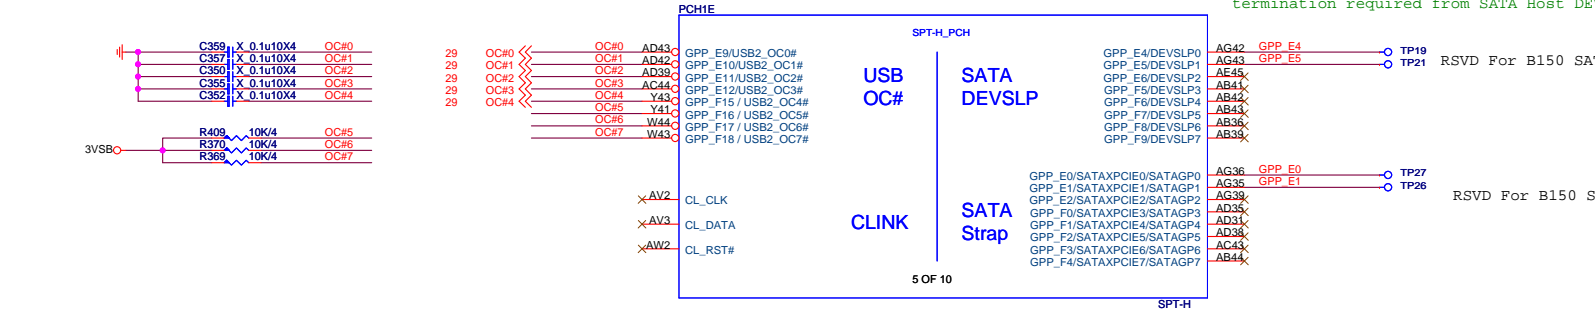 termination required from SATA Host DE
PCH1E
SPT-H_PCH
C359 X_0.1u10X4 OC#0
C357 X_0.1u10X4 OC#1
C350 X_0.1u10X4 OC#2
C355 X_0.1u10X4 OC#3
C352 X_0.1u10X4 OC#4
R409 10K/4 OC#5
3VSB R370 10K/4 OC#6
R369 10K/4 OC#7
29 OC#0 OC#0 AD43 GPP_E9/USB2_OC0#
29 OC#1 OC#1 AD42 GPP_E10/USB2_OC1#
29 OC#2 OC#2 AD39 GPP_E11/USB2_OC2#
29 OC#3 OC#3 AC44 GPP_E12/USB2_OC3#
29 OC#4 OC#4 Y43 GPP_F15 / USB2_OC4#
OC#5 Y41 GPP_F16 / USB2_OC5#
OC#6 W44 GPP_F17 / USB2_OC6#
OC#7 W43 GPP_F18 / USB2_OC7#
USB
OC#
SATA
DEVSLP
GPP_E4/DEVSLP0 AG42 GPP_E4 TP19
GPP_E5/DEVSLP1 AG43 GPP_E5 TP21 RSVD For B150 SA
GPP_E6/DEVSLP2 AE45
GPP_F5/DEVSLP3 AB41
GPP_F6/DEVSLP4 AB42
GPP_F7/DEVSLP5 AB43
GPP_F8/DEVSLP6 AB36
GPP_F9/DEVSLP7 AB39
AV2 CL_CLK
AV3 CL_DATA
AW2 CL_RST#
CLINK
SATA
Strap
GPP_E0/SATAXPCIE0/SATAGP0 AG36 GPP_E0 TP27
GPP_E1/SATAXPCIE1/SATAGP1 AG35 GPP_E1 TP26
RSVD For B150 S
GPP_E2/SATAXPCIE2/SATAGP2 AG39
GPP_F0/SATAXPCIE3/SATAGP3 AD35
GPP_F1/SATAXPCIE4/SATAGP4 AD31
GPP_F2/SATAXPCIE5/SATAGP5 AD38
GPP_F3/SATAXPCIE6/SATAGP6 AC43
GPP_F4/SATAXPCIE7/SATAGP7 AB44
5 OF 10
SPT-H